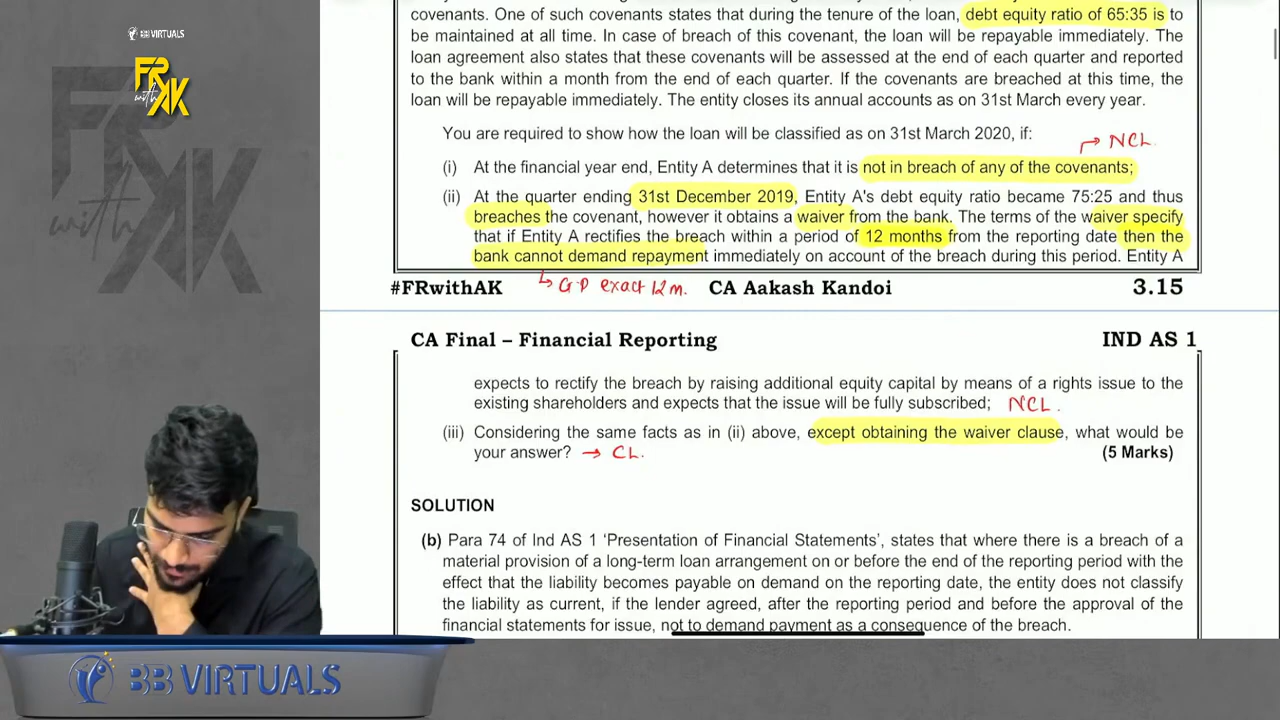 BB VIRTUALS
FR
with
AK
FR
with
AK
covenants. One of such covenants states that during the tenure of the loan, debt equity ratio of 65:35 is to
be maintained at all time. In case of breach of this covenant, the loan will be repayable immediately. The
loan agreement also states that these covenants will be assessed at the end of each quarter and reported
to the bank within a month from the end of each quarter. If the covenants are breached at this time, the
loan will be repayable immediately. The entity closes its annual accounts as on 31st March every year.
You are required to show how the loan will be classified as on 31st March 2020, if:
→ NCL
(i) At the financial year end, Entity A determines that it is not in breach of any of the covenants;
(ii) At the quarter ending 31st December 2019, Entity A's debt equity ratio became 75:25 and thus
breaches the covenant, however it obtains a waiver from the bank. The terms of the waiver specify
that if Entity A rectifies the breach within a period of 12 months from the reporting date then the
bank cannot demand repayment immediately on account of the breach during this period. Entity A
↳ G.P exact 12 m.
#FRwithAK CA Aakash Kandoi 3.15
CA Final – Financial Reporting IND AS 1
expects to rectify the breach by raising additional equity capital by means of a rights issue to the
existing shareholders and expects that the issue will be fully subscribed; NCL.
(iii) Considering the same facts as in (ii) above, except obtaining the waiver clause, what would be
your answer? → CL. (5 Marks)
SOLUTION
(b) Para 74 of Ind AS 1 ‘Presentation of Financial Statements’, states that where there is a breach of a
material provision of a long-term loan arrangement on or before the end of the reporting period with the
effect that the liability becomes payable on demand on the reporting date, the entity does not classify
the liability as current, if the lender agreed, after the reporting period and before the approval of the
financial statements for issue, not to demand payment as a consequence of the breach.
BB VIRTUALS